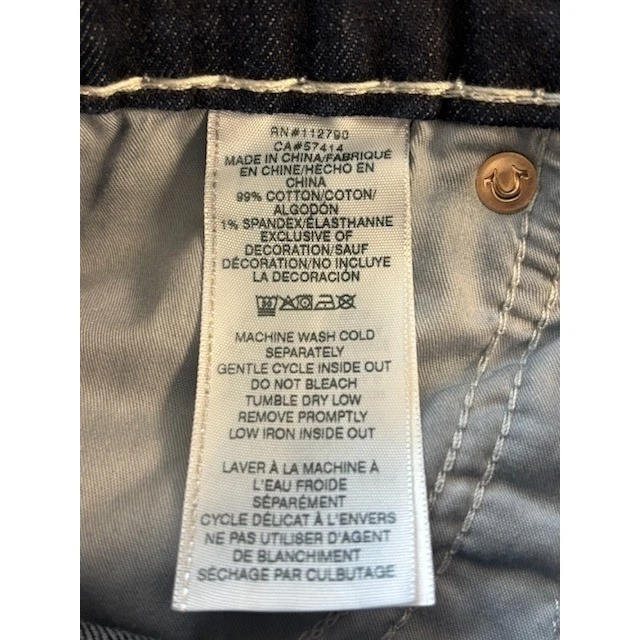 RN#112790
CA#57414
MADE IN CHINA/FABRIQUÉ
EN CHINE/HECHO EN
CHINA
99% COTTON/COTON/
ALGODÓN
1% SPANDEX/ÉLASTHANNE
EXCLUSIVE OF
DECORATION/SAUF
DÉCORATION/NO INCLUYE
LA DECORACIÓN
30
MACHINE WASH COLD
SEPARATELY
GENTLE CYCLE INSIDE OUT
DO NOT BLEACH
TUMBLE DRY LOW
REMOVE PROMPTLY
LOW IRON INSIDE OUT
LAVER À LA MACHINE À
L'EAU FROIDE
SÉPARÉMENT
CYCLE DÉLICAT À L'ENVERS
NE PAS UTILISER D'AGENT
DE BLANCHIMENT
SÉCHAGE PAR CULBUTAGE